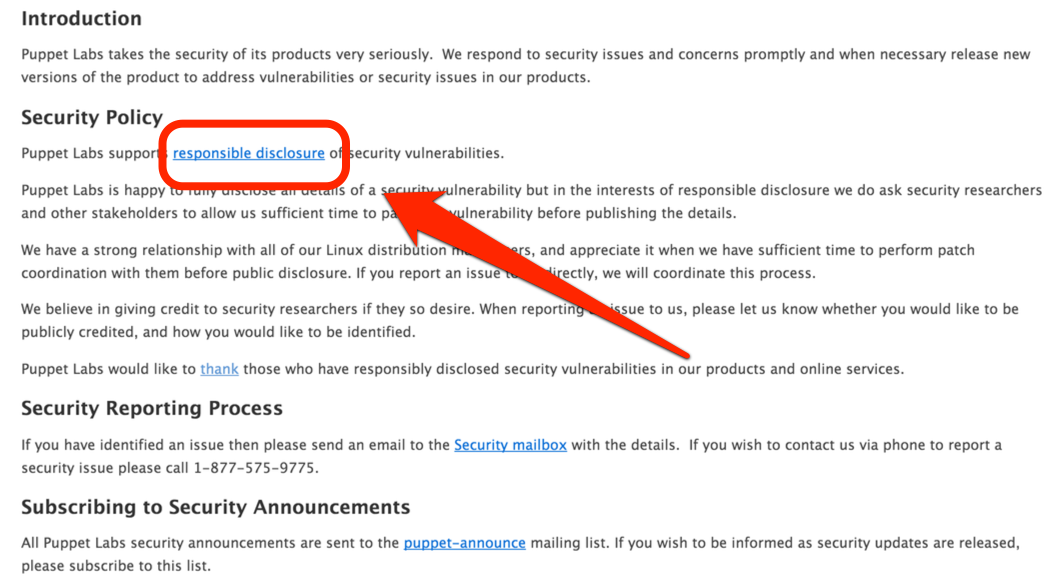 Introduction
Puppet Labs takes the security of its products very seriously.  We respond to security issues and concerns promptly and when necessary release new
versions of the product to address vulnerabilities or security issues in our products.
Security Policy
Puppet Labs supports responsible disclosure of security vulnerabilities.
Puppet Labs is happy to fully disclose all details of a security vulnerability but in the interests of responsible disclosure we do ask security researchers
and other stakeholders to allow us sufficient time to vulnerability before publishing the details.
We have a strong relationship with all of our Linux distribution and appreciate it when we have sufficient time to perform patch
coordination with them before public disclosure. If you report an issue directly, we will coordinate this process.
We believe in giving credit to security researchers if they so desire. When reporting issue to us, please let us know whether you would like to be
publicly credited, and how you would like to be identified.
Puppet Labs would like to thank those who have responsibly disclosed security vulnerabilities in our products and online services.
Security Reporting Process
If you have identified an issue then please send an email to the Security mailbox with the details.  If you wish to contact us via phone to report a
security issue please call 1-877-575-9775.
Subscribing to Security Announcements
All Puppet Labs security announcements are sent to the puppet-announce mailing list. If you wish to be informed as security updates are released,
please subscribe to this list.